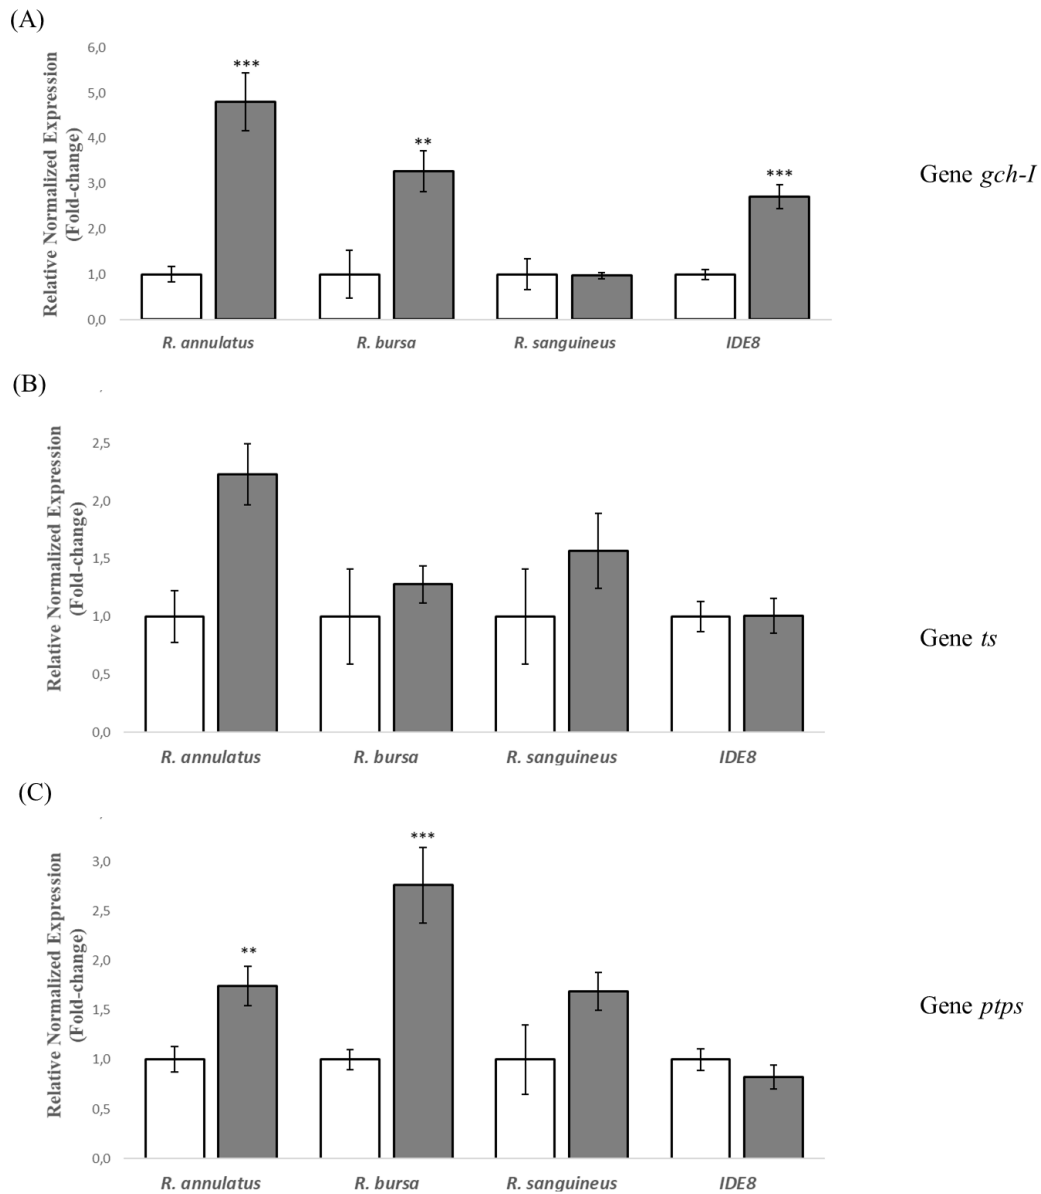 (A)
Relative Normalized Expression
(Fold-change)
6,0
5,0
4,0
3,0
2,0
1,0
0,0
***
**
***
R. annulatus
R. bursa
R. sanguineus
IDE8
Gene gch-I
(B)
Relative Normalized Expression
(Fold-change)
2,5
2,0
1,5
1,0
0,5
0,0
R. annulatus
R. bursa
R. sanguineus
IDE8
Gene ts
(C)
Relative Normalized Expression
(Fold-change)
3,0
2,5
2,0
1,5
1,0
0,5
0,0
**
***
R. annulatus
R. bursa
R. sanguineus
IDE8
Gene ptps